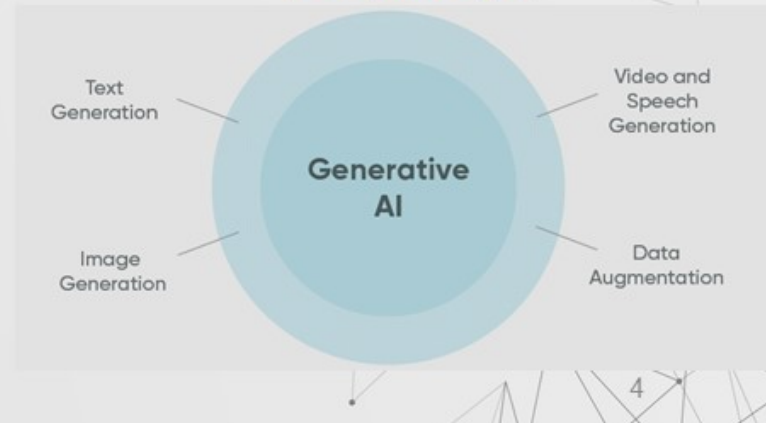 Text
Generation
Video and
Speech
Generation
Generative
AI
Image
Generation
Data
Augmentation
4